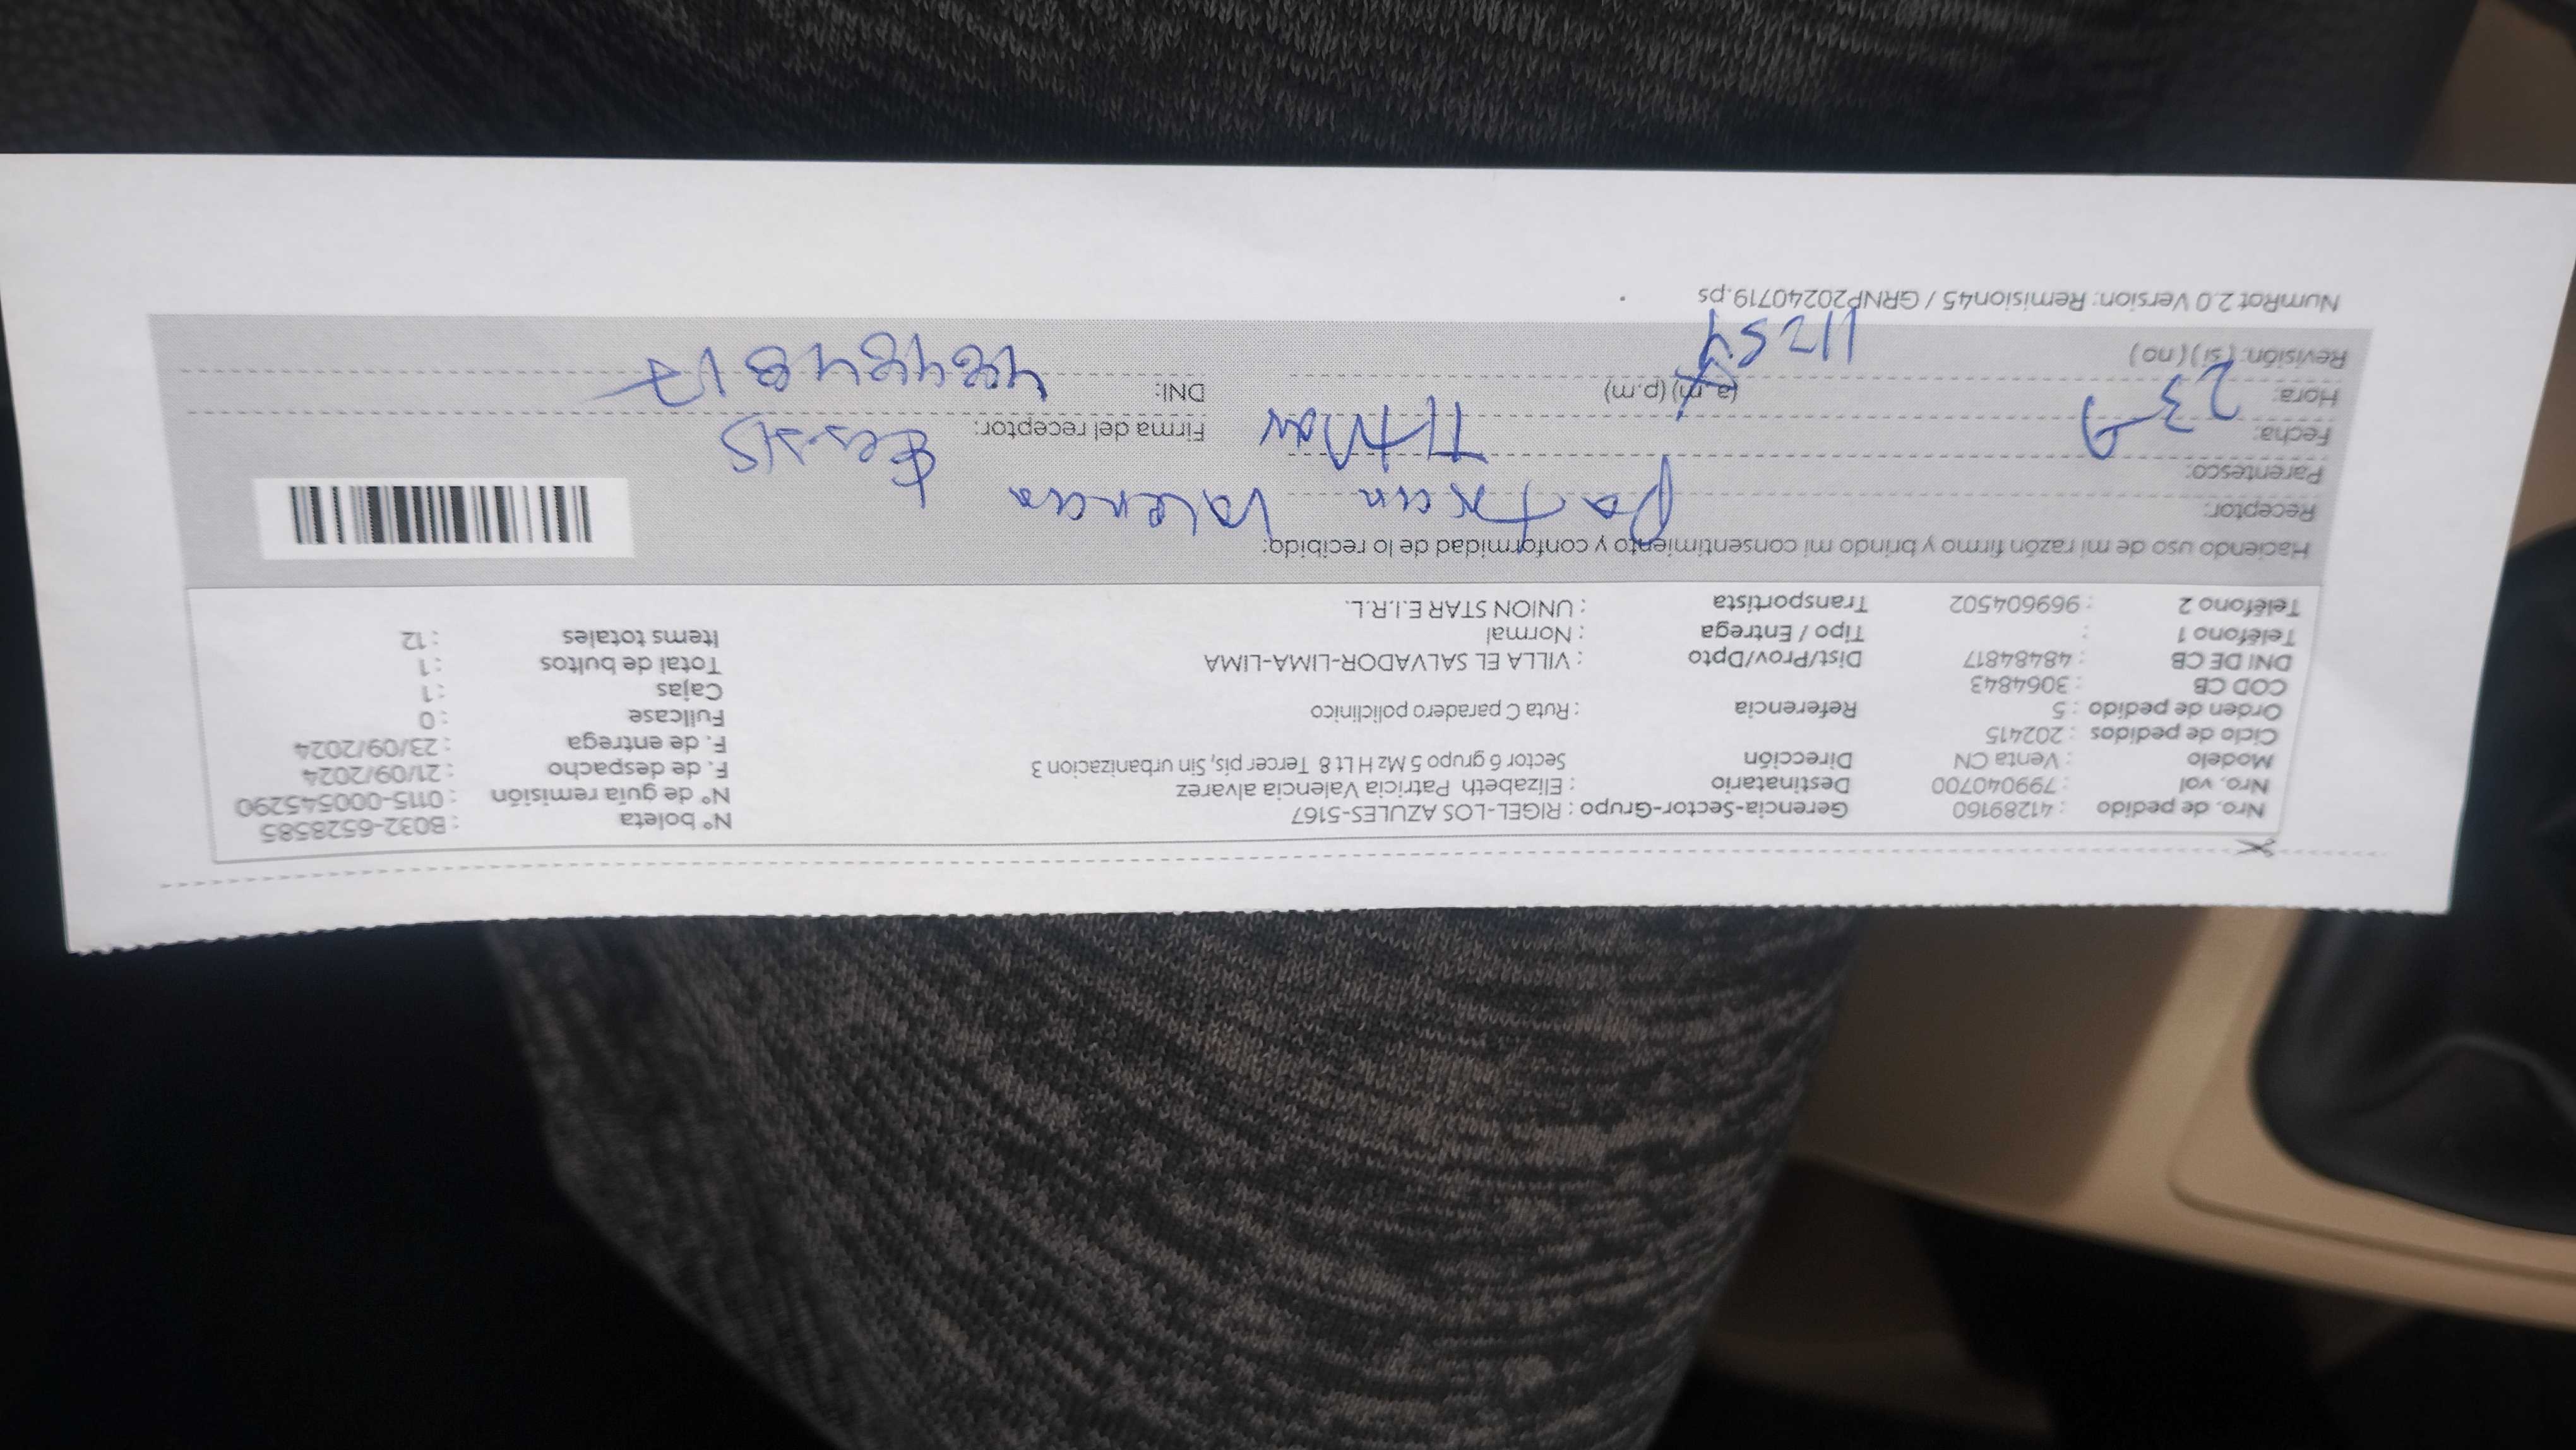 Nro. de pedido : 41289160 Gerencia-Sector-Grupo : RIGEL-LOS AZULES-5167 N° boleta : B032-6528585
Nro. vol : 799040700 Destinatario : Elizabeth Patricia Valencia alvarez N° de guía remisión : 0115-000545290
Modelo : Venta CN Dirección Sector 6 grupo 5 Mz H Lt 8 Tercer pis, Sin urbanizacion 3 F. de despacho : 21/09/2024
Ciclo de pedidos : 202415 F. de entrega : 23/09/2024
Orden de pedido : 5 Referencia : Ruta C paradero policlinico Fullcase : 0
COD CB : 3064843 Cajas : 1
DNI DE CB : 48484817 Dist/Prov/Dpto : VILLA EL SALVADOR-LIMA-LIMA Total de bultos : 1
Teléfono 1 : Tipo / Entrega : Normal Items totales : 12
Teléfono 2 : 969604502 Transportista : UNION STAR E.I.R.L.
Haciendo uso de mi razón firmo y brindo mi consentimiento y conformidad de lo recibido:
Receptor: Valencia
Parentesco: Titular
Fecha: 23 9 Firma del receptor:
Hora: (a.m) (p.m) DNI: 48484817
Revisión: (si) (no) 11254
NumRot 2.0 Version: Remision45 / GRNP20240719.ps